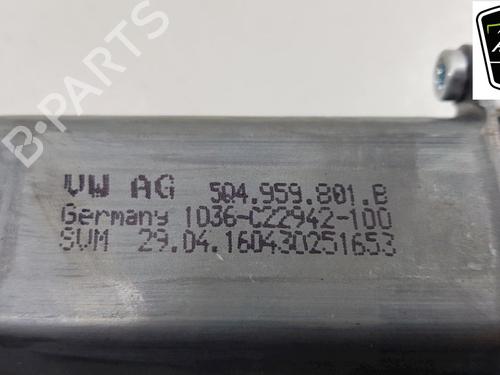 B-PARTS
VW AG 5Q4.959.801.B
Germany 1036-C22942-100
SVM 29.04.160430251653